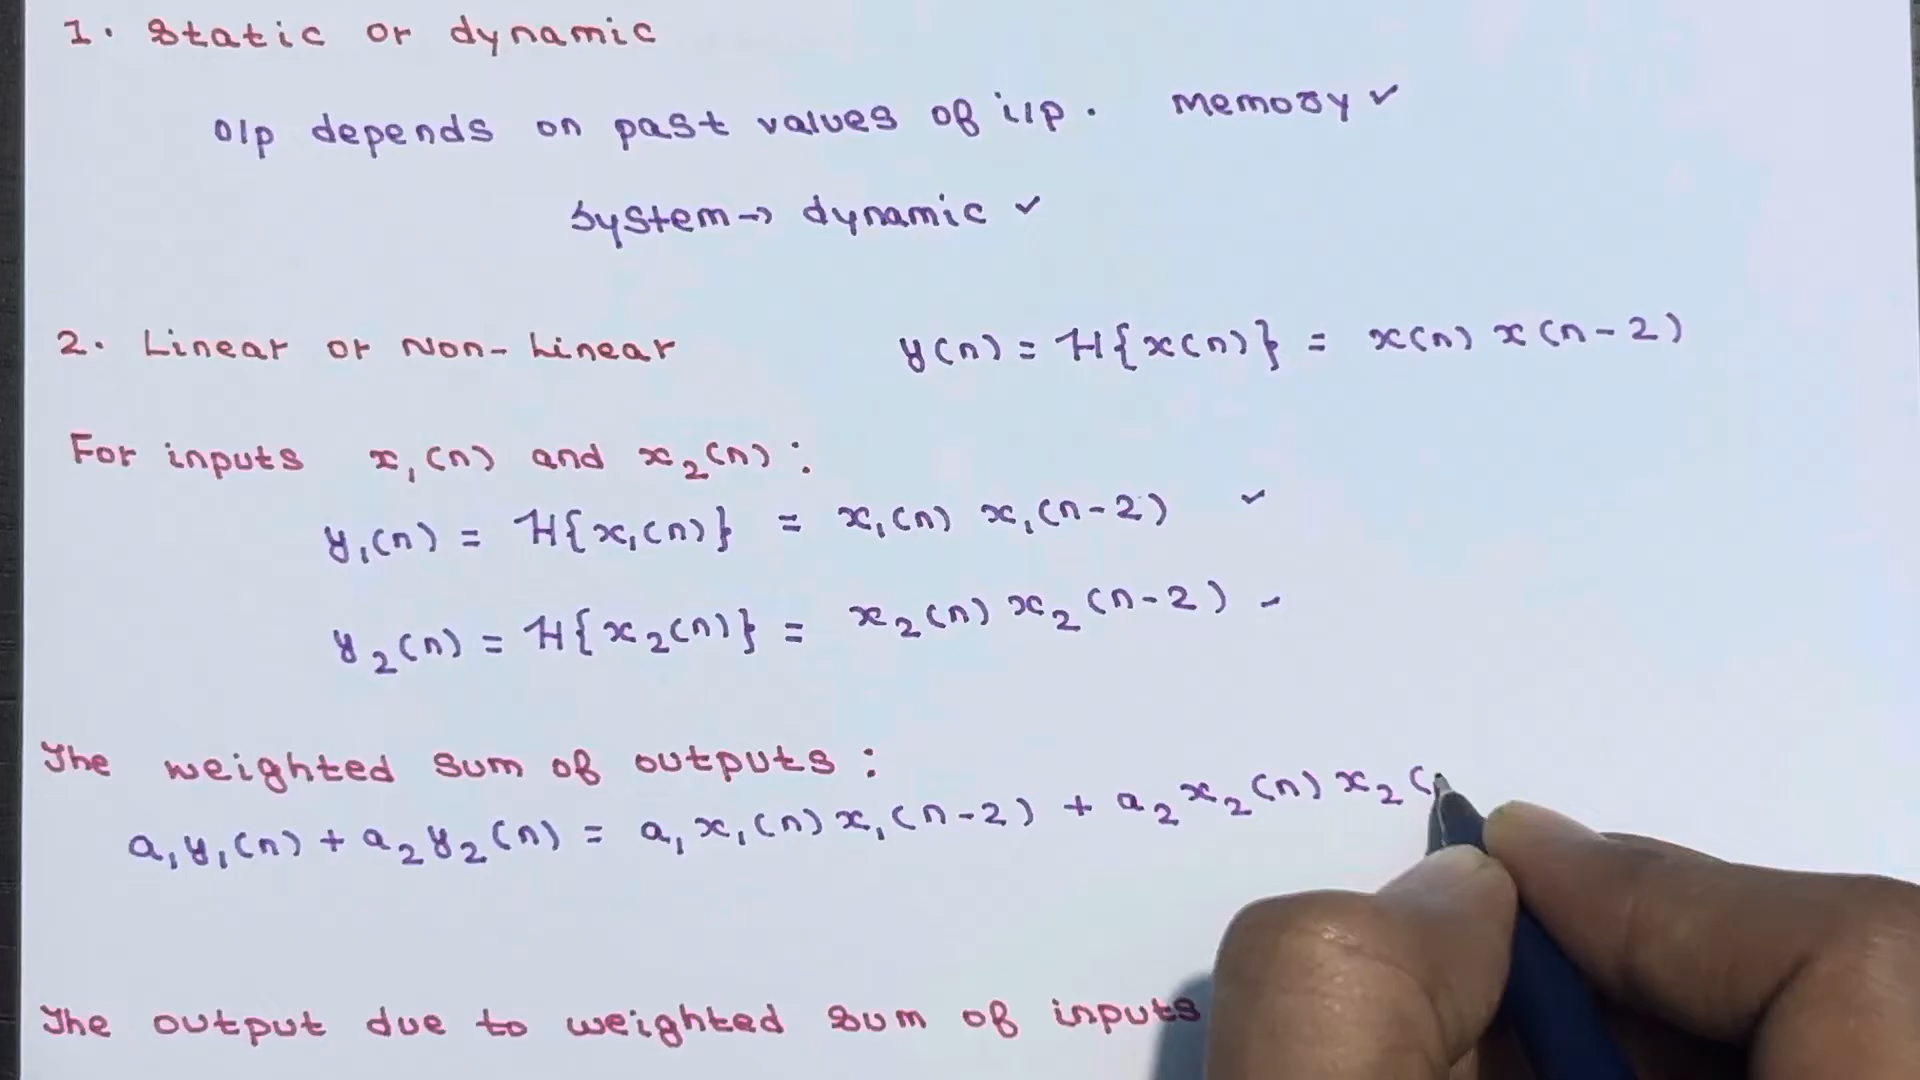 1. Static or dynamic
o/p depends on past values of i/p. Memory ✓
System → dynamic ✓
2. Linear or Non-Linear y(n) = H{x(n)} = x(n) x(n-2)
For inputs x₁(n) and x₂(n) :
y₁(n) = H{x₁(n)} = x₁(n) x₁(n-2) ✓
y₂(n) = H{x₂(n)} = x₂(n) x₂(n-2) -
The weighted sum of outputs :
a₁y₁(n) + a₂y₂(n) = a₁x₁(n)x₁(n-2) + a₂x₂(n)x₂(
The output due to weighted sum of inputs